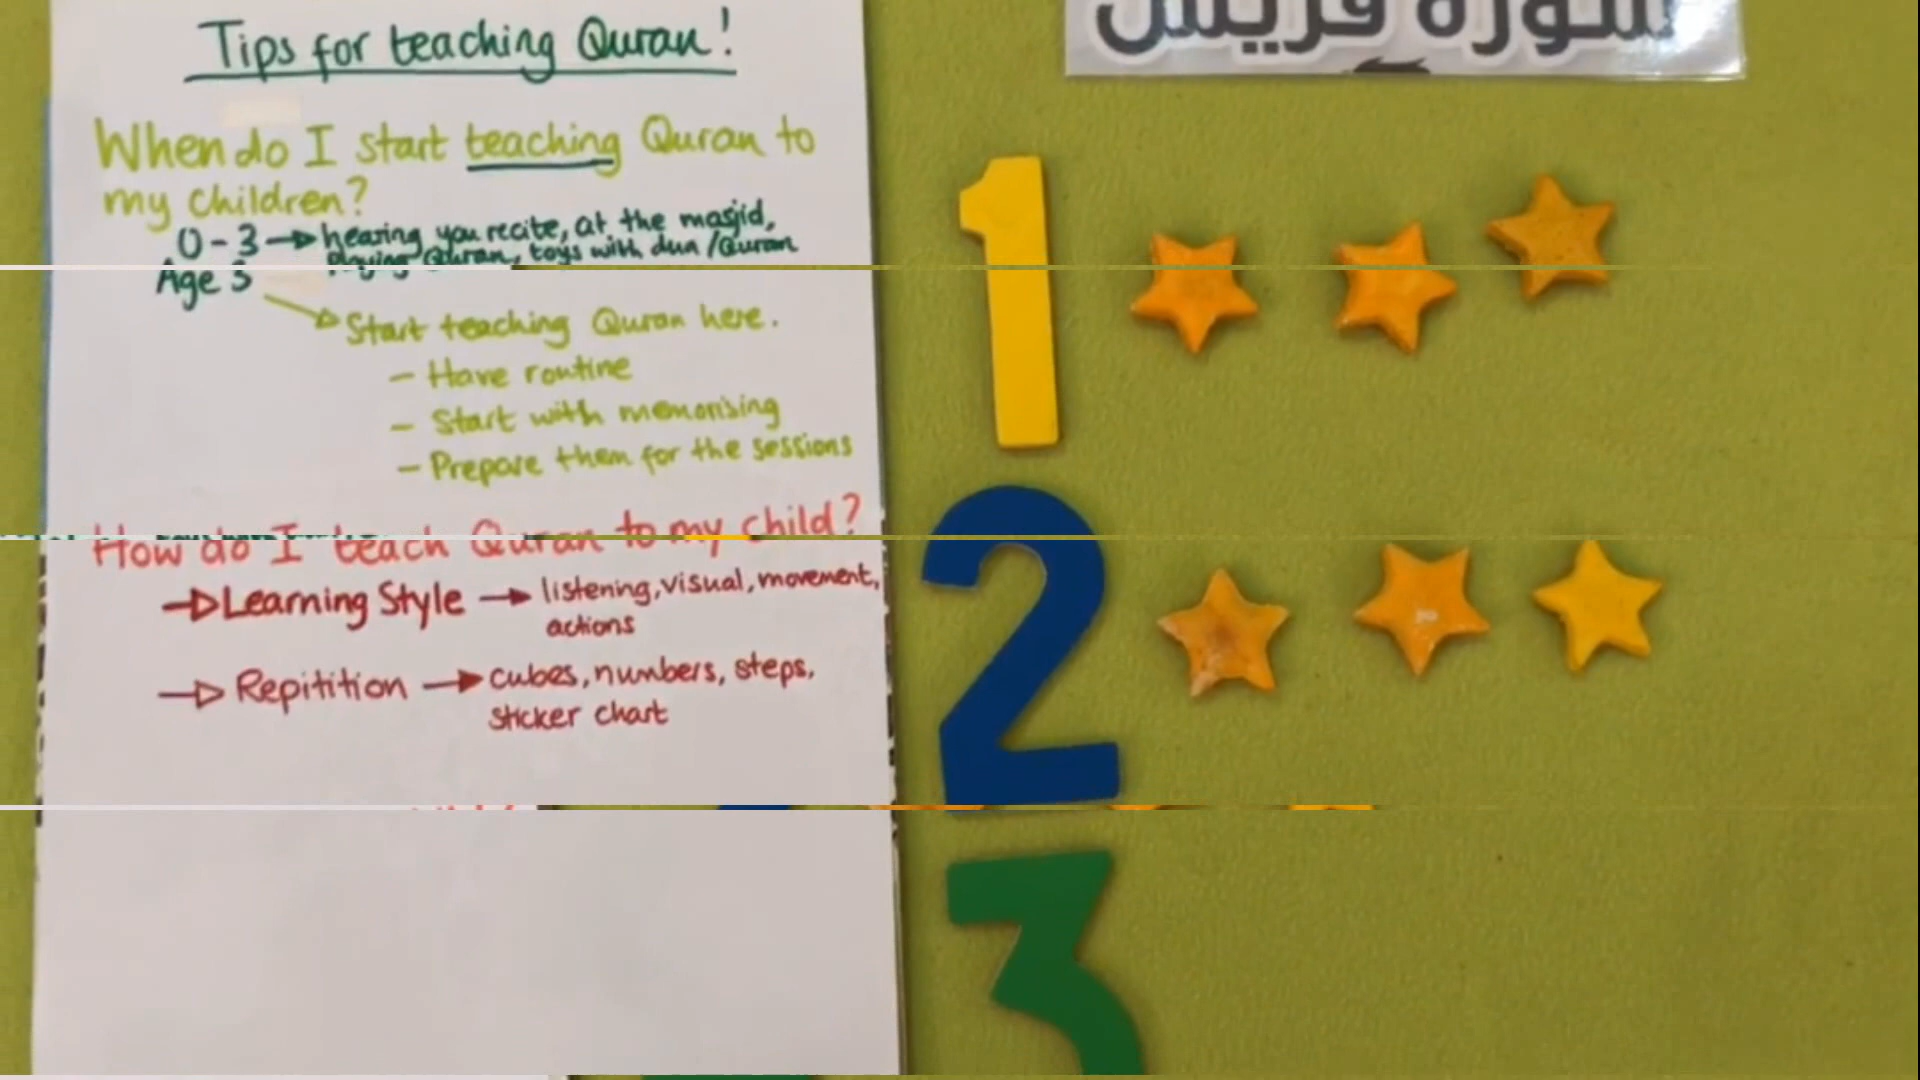 Tips for teaching Quran!
When do I start teaching Quran to
my children?
0-3 → hearing you recite, at the masjid,
playing Quran, toys with dua/Quran
Age 3
Start teaching Quran here.
- Have routine
- Start with memorising
- Prepare them for the sessions
How do I teach Quran to my child?
→ Learning Style → listening, visual, movement,
actions
→ Repitition → cubes, numbers, steps,
sticker chart
سورة قريش
1
2
3